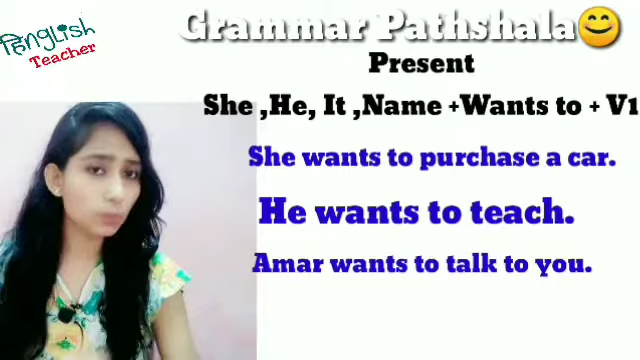 हिnglish
Teacher
Grammar Pathshala😊
Present
She ,He, It ,Name +Wants to + V1
She wants to purchase a car.
He wants to teach.
Amar wants to talk to you.